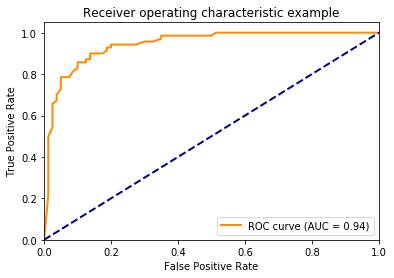 Receiver operating characteristic example
True Positive Rate
1.0
0.8
0.6
0.4
0.2
0.0
ROC curve (AUC = 0.94)
0.0 0.2 0.4 0.6 0.8 1.0
False Positive Rate